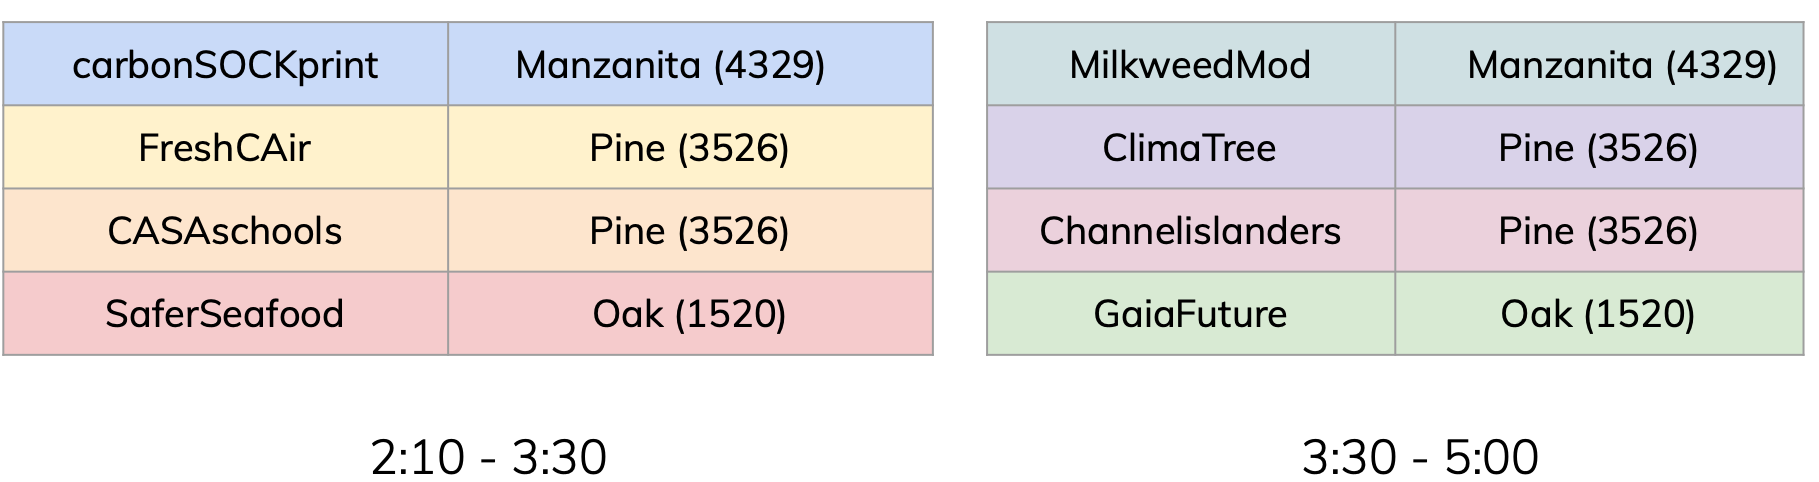 carbonSOCKprint Manzanita (4329)
FreshCAir Pine (3526)
CASAschools Pine (3526)
SaferSeafood Oak (1520)
2:10 - 3:30
MilkweedMod Manzanita (4329)
ClimaTree Pine (3526)
Channelislanders Pine (3526)
GaiaFuture Oak (1520)
3:30 - 5:00